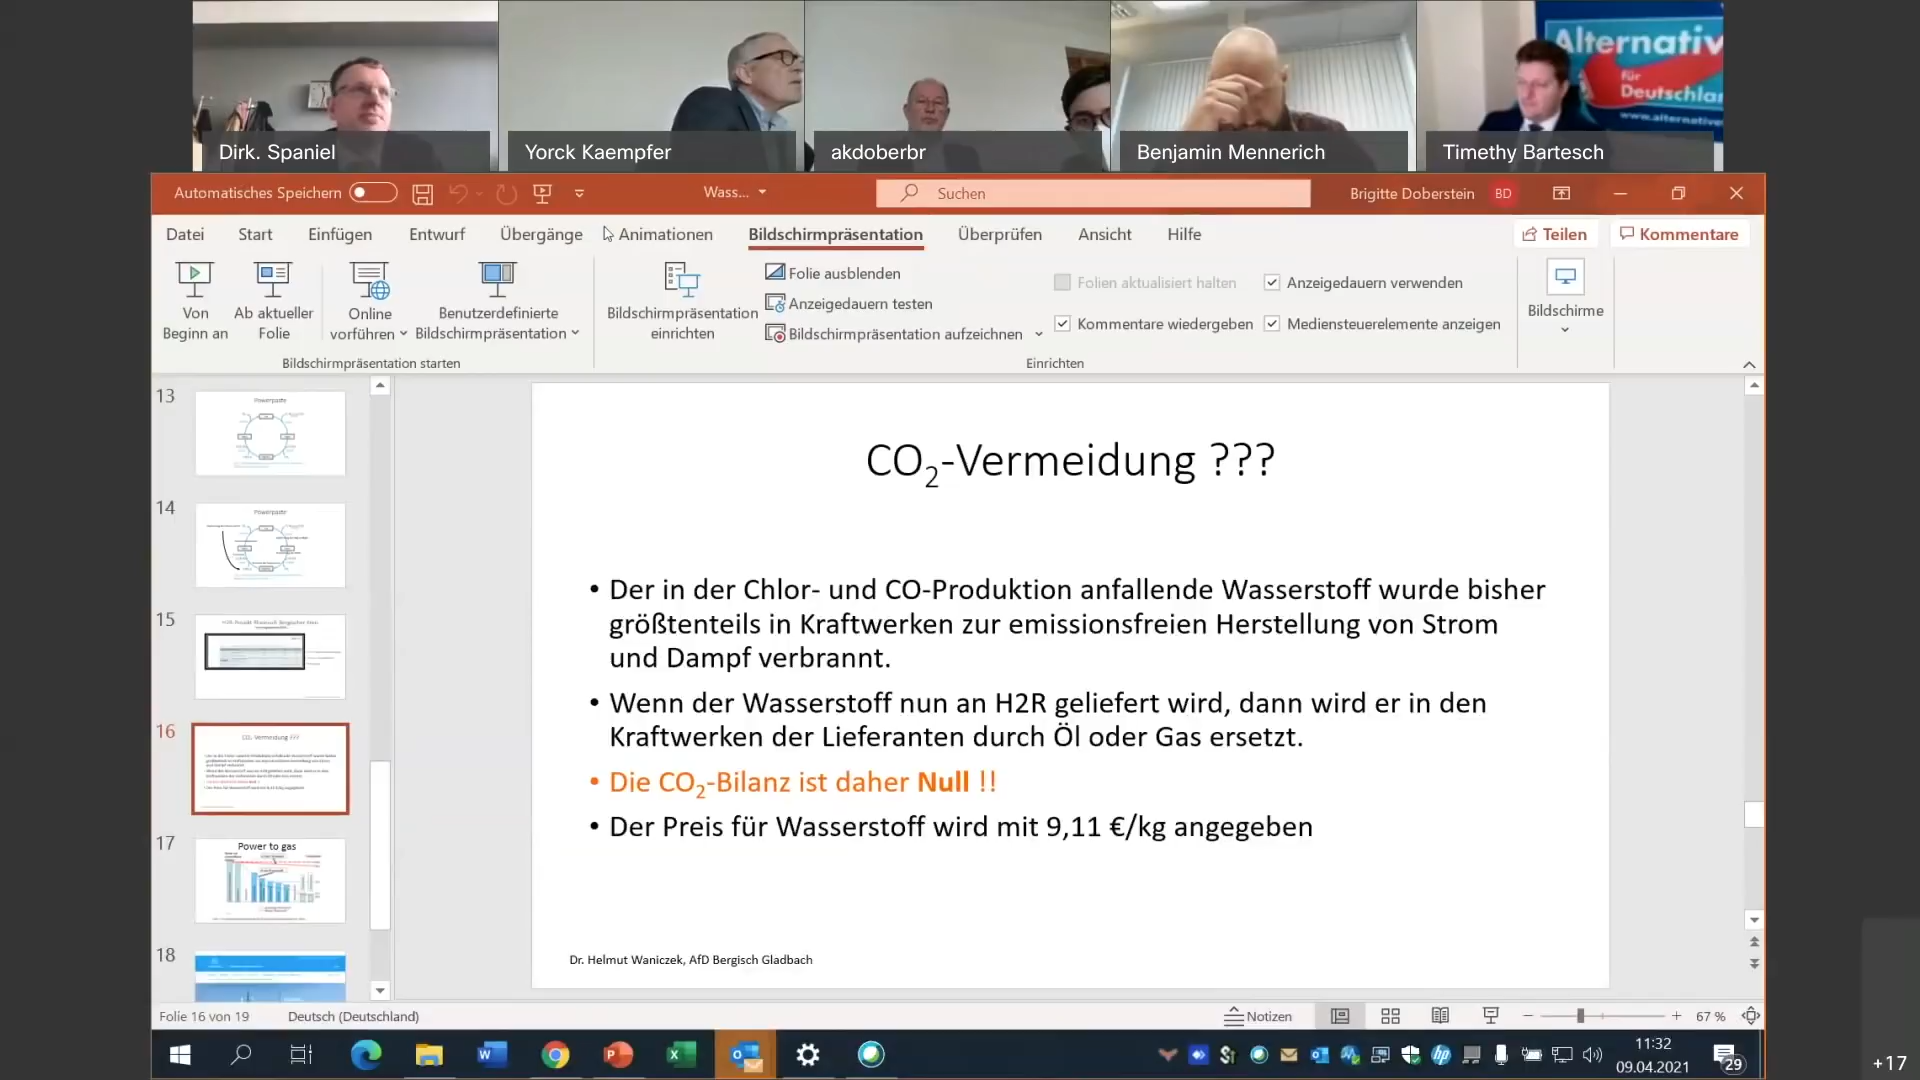 Alternativ
für
Deutschlan
www.alternative
Dirk. Spaniel
Yorck Kaempfer
akdoberbr
Benjamin Mennerich
Timethy Bartesch
Automatisches Speichern
Wass...
Suchen
Brigitte Doberstein
BD
Datei
Start
Einfügen
Entwurf
Übergänge
Animationen
Bildschirmpräsentation
Überprüfen
Ansicht
Hilfe
Teilen
Kommentare
Von
Beginn an
Ab aktueller
Folie
Online
vorführen
Benutzerdefinierte
Bildschirmpräsentation
Bildschirmpräsentation starten
Bildschirmpräsentation
einrichten
Folie ausblenden
Anzeigedauern testen
Bildschirmpräsentation aufzeichnen
Folien aktualisiert halten
Kommentare wiedergeben
Anzeigedauern verwenden
Mediensteuerelemente anzeigen
Einrichten
Bildschirme
13
Powerpaste
14
Powerpaste
15
16
CO₂-Vermeidung ???
17
Power to gas
18
CO₂-Vermeidung ???
• Der in der Chlor- und CO-Produktion anfallende Wasserstoff wurde bisher
größtenteils in Kraftwerken zur emissionsfreien Herstellung von Strom
und Dampf verbrannt.
• Wenn der Wasserstoff nun an H2R geliefert wird, dann wird er in den
Kraftwerken der Lieferanten durch Öl oder Gas ersetzt.
• Die CO₂-Bilanz ist daher Null !!
• Der Preis für Wasserstoff wird mit 9,11 €/kg angegeben
Dr. Helmut Waniczek, AfD Bergisch Gladbach
Folie 16 von 19
Deutsch (Deutschland)
Notizen
67 %
11:32
09.04.2021
29
+17